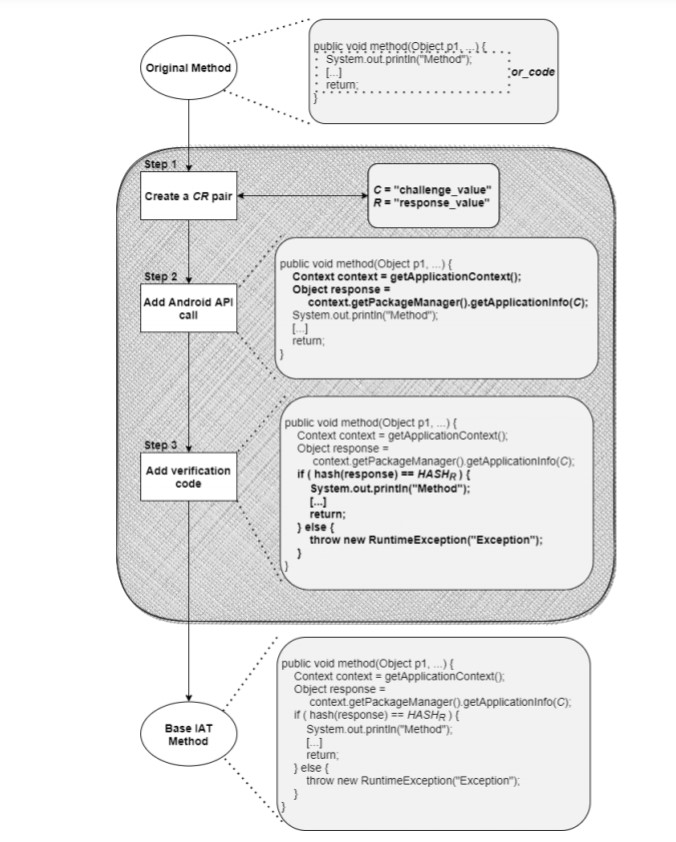 Original Method
public void method(Object p1, ...) {
System.out.println("Method");
[...]
return;
}
or_code
Step 1
Create a CR pair
C = "challenge_value"
R = "response_value"
Step 2
Add Android API
call
public void method(Object p1, ...) {
Context context = getApplicationContext();
Object response =
context.getPackageManager().getApplicationInfo(C);
System.out.println("Method");
[...]
return;
}
Step 3
Add verification
code
public void method(Object p1, ...) {
Context context = getApplicationContext();
Object response =
context.getPackageManager().getApplicationInfo(C);
if ( hash(response) == HASHR ) {
System.out.println("Method");
[...]
return;
} else {
throw new RuntimeException("Exception");
}
}
Base IAT
Method
public void method(Object p1, ...) {
Context context = getApplicationContext();
Object response =
context.getPackageManager().getApplicationInfo(C);
if ( hash(response) == HASHR ) {
System.out.println("Method");
[...]
return;
} else {
throw new RuntimeException("Exception");
}
}